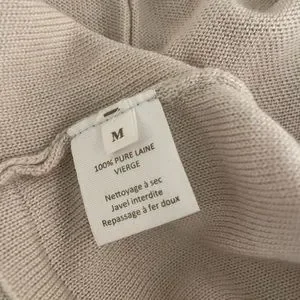 M
100% PURE LAINE
VIERGE
Nettoyage à sec
Javel interdite
Repassage à fer doux